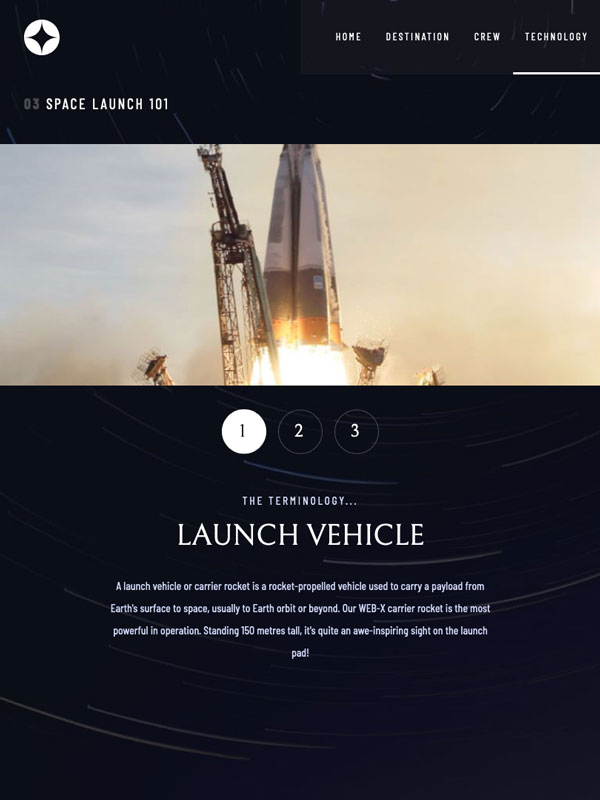 HOME DESTINATION CREW TECHNOLOGY
03 SPACE LAUNCH 101
1 2 3
THE TERMINOLOGY...
LAUNCH VEHICLE
A launch vehicle or carrier rocket is a rocket-propelled vehicle used to carry a payload from
Earth's surface to space, usually to Earth orbit or beyond. Our WEB-X carrier rocket is the most
powerful in operation. Standing 150 metres tall, it's quite an awe-inspiring sight on the launch
pad!